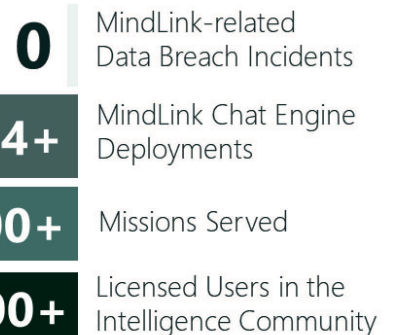 0
MindLink-related
Data Breach Incidents
4+
MindLink Chat Engine
Deployments
00+
Missions Served
00+
Licensed Users in the
Intelligence Community